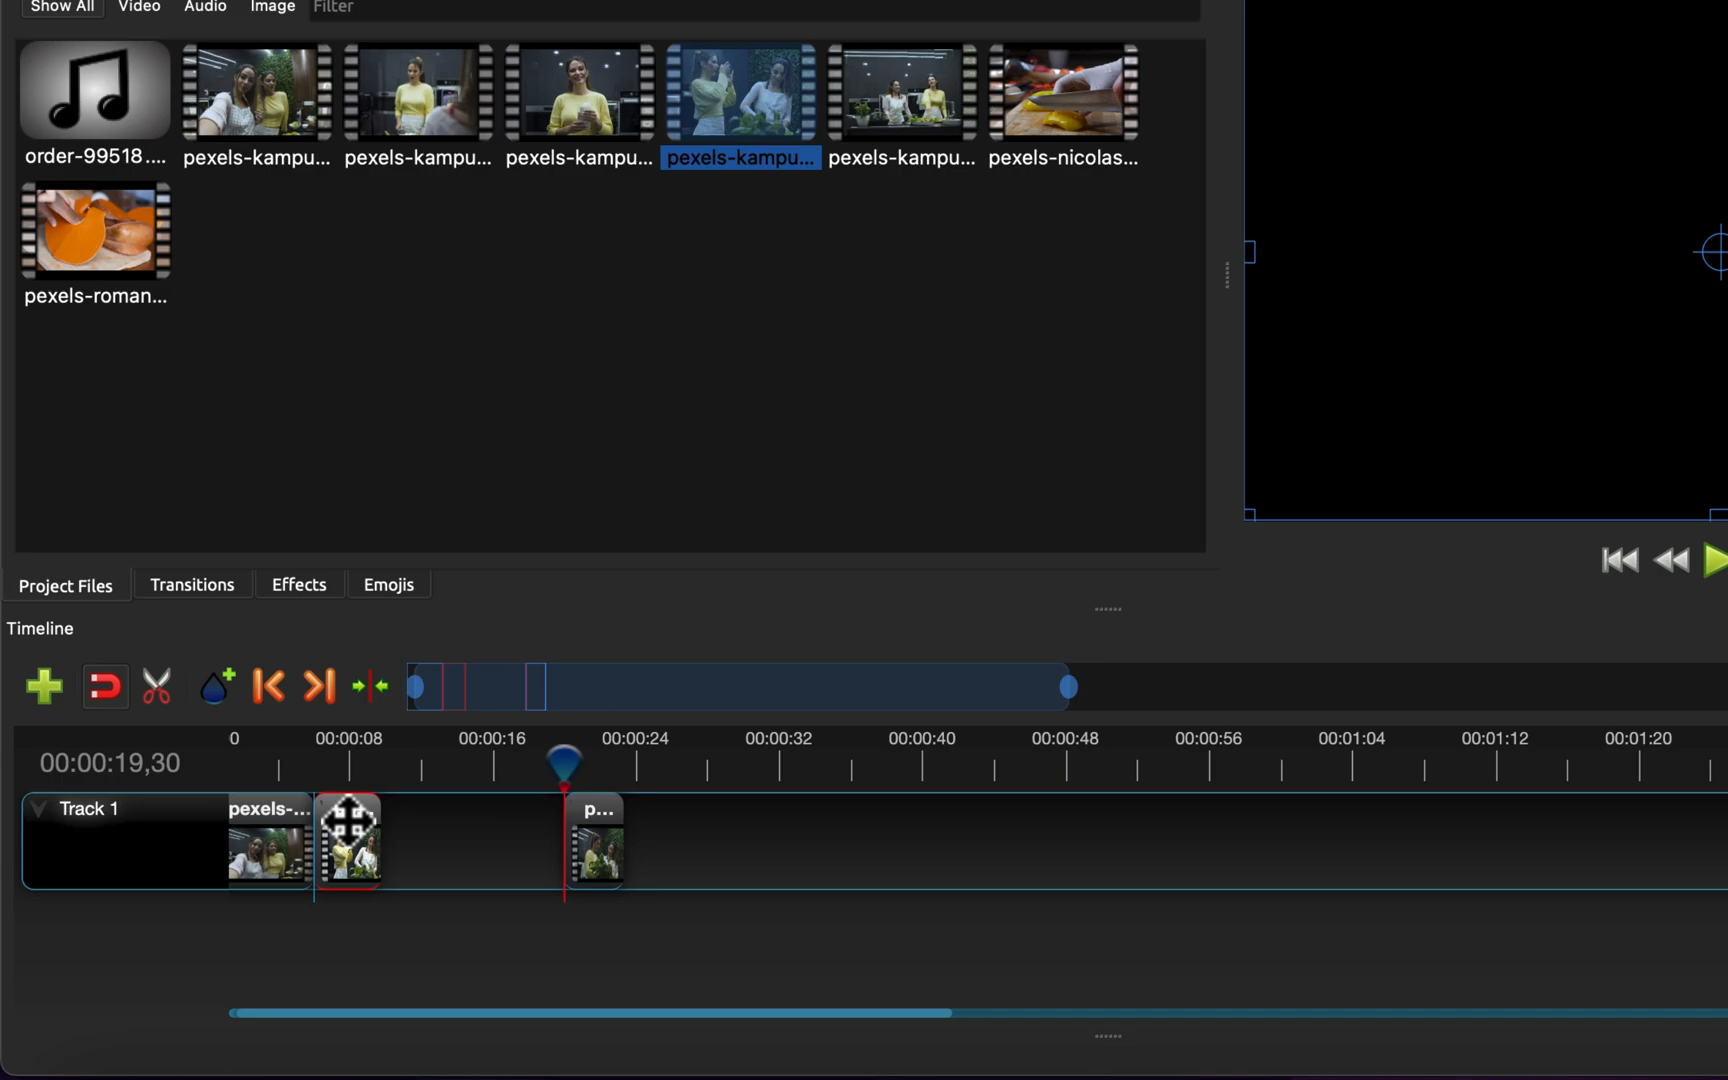 Show All Video Audio Image Filter
order-99518.... pexels-kampu... pexels-kampu... pexels-kampu... pexels-kampu... pexels-kampu... pexels-nicolas...
pexels-roman...
Project Files Transitions Effects Emojis
Timeline
0 00:00:08 00:00:16 00:00:24 00:00:32 00:00:40 00:00:48 00:00:56 00:01:04 00:01:12 00:01:20
00:00:19,30
Track 1 pexels-... p...